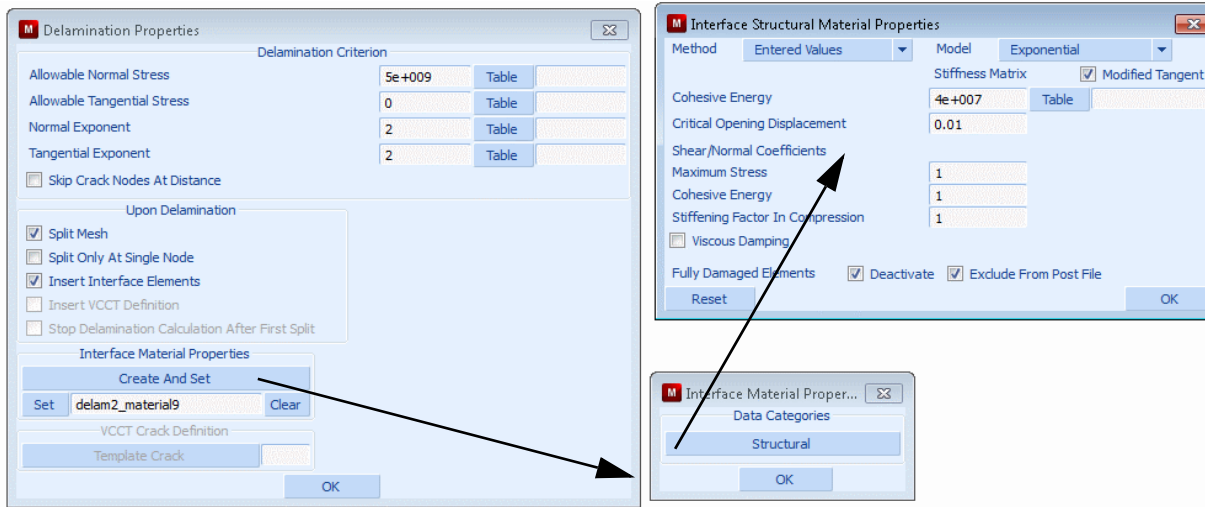 M Delamination Properties
Delamination Criterion
Allowable Normal Stress 5e+009 Table
Allowable Tangential Stress 0 Table
Normal Exponent 2 Table
Tangential Exponent 2 Table
Skip Crack Nodes At Distance
Upon Delamination
Split Mesh
Split Only At Single Node
Insert Interface Elements
Insert VCCT Definition
Stop Delamination Calculation After First Split
Interface Material Properties
Create And Set
Set delam2_material9 Clear
VCCT Crack Definition
Template Crack
OK
M Interface Structural Material Properties
Method Entered Values Model Exponential
Stiffness Matrix Modified Tangent
Cohesive Energy 4e+007 Table
Critical Opening Displacement 0.01
Shear/Normal Coefficients
Maximum Stress 1
Cohesive Energy 1
Stiffening Factor In Compression 1
Viscous Damping
Fully Damaged Elements Deactivate Exclude From Post File
Reset OK
M Interface Material Proper...
Data Categories
Structural
OK